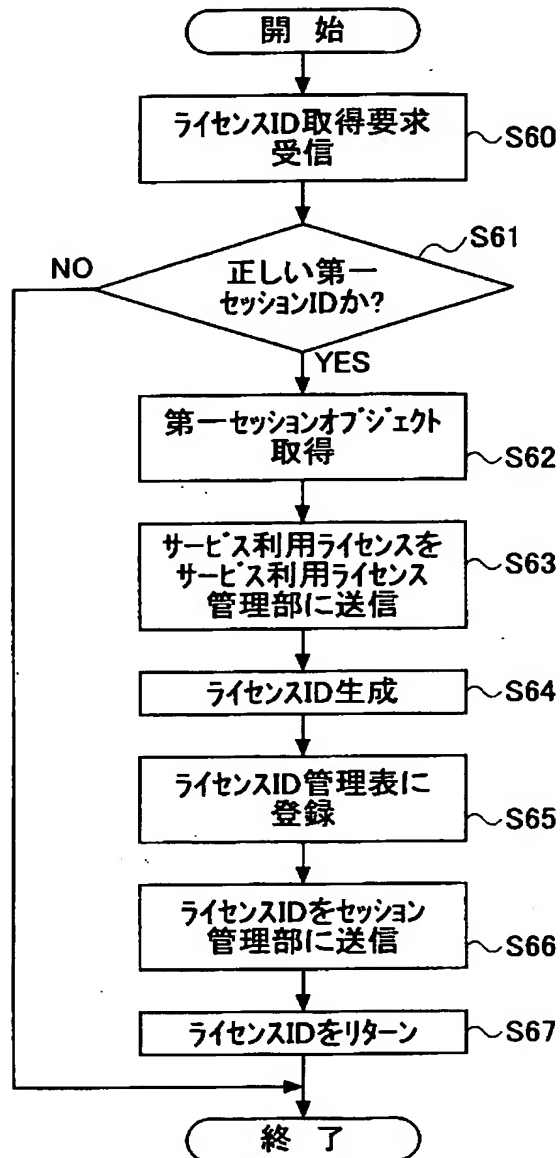 開 始
ライセンスID取得要求
受信
S60
S61
NO
正しい第一
セッションIDか?
YES
第一セッションオブジェクト
取得
S62
サービス利用ライセンスを
サービス利用ライセンス
管理部に送信
S63
ライセンスID生成
S64
ライセンスID管理表に
登録
S65
ライセンスIDをセッション
管理部に送信
S66
ライセンスIDをリターン
S67
終 了